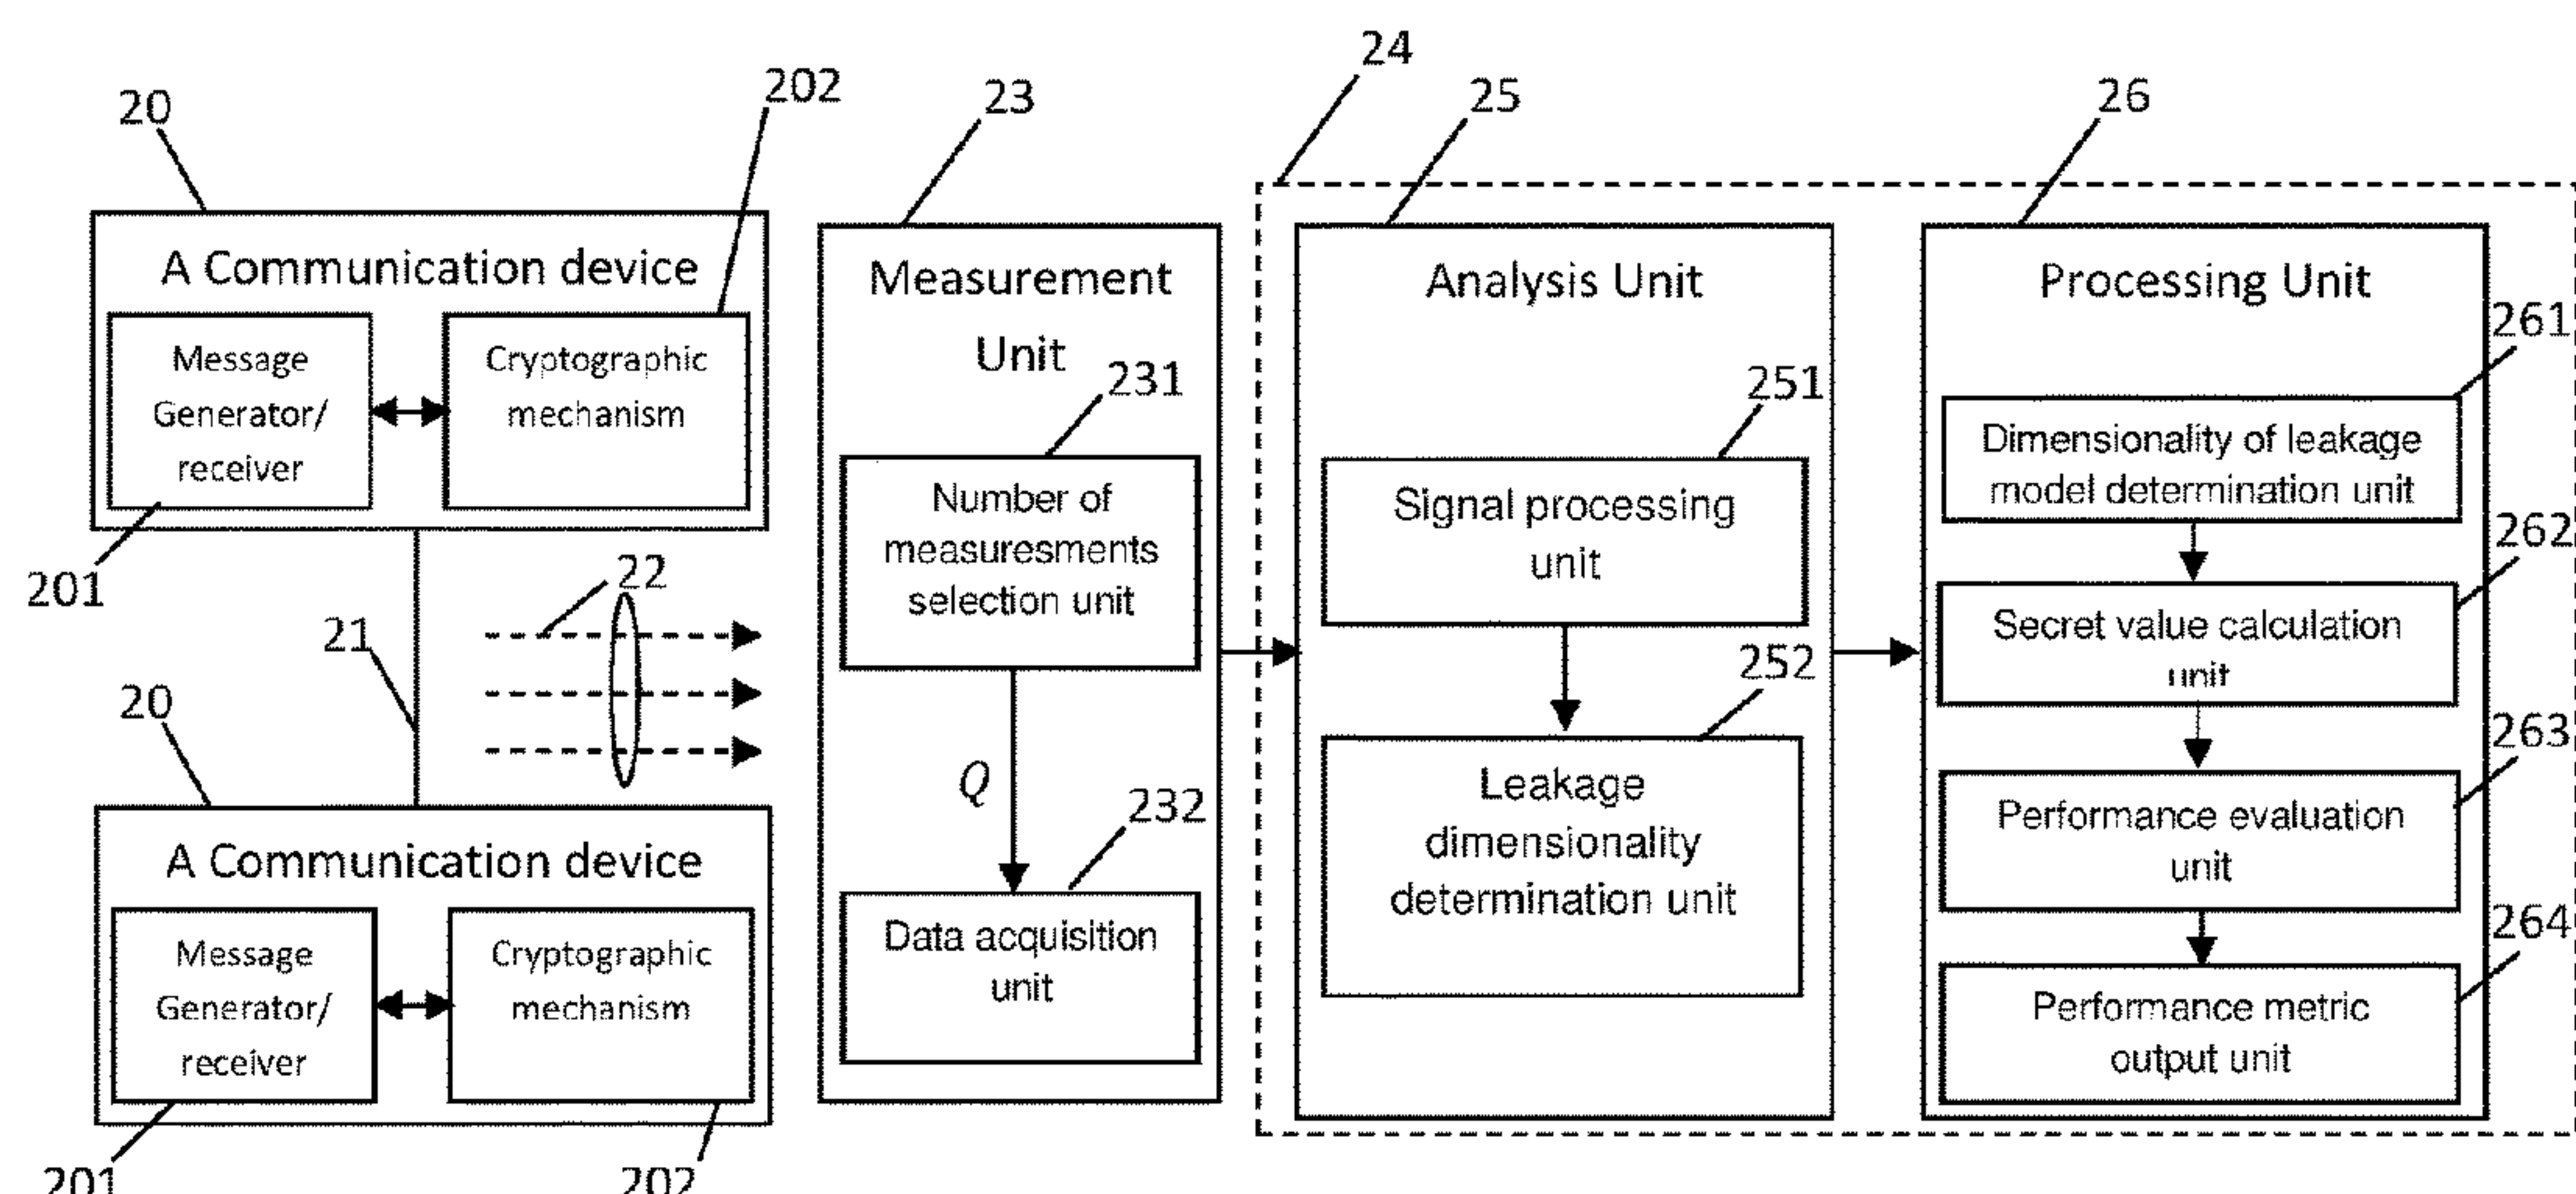 24
202
20
23
25
26
A Communication device
Message
Generator/
receiver
Cryptographic
mechanism
201
21
22
20
A Communication device
Message
Generator/
receiver
Cryptographic
mechanism
201
202
Measurement
Unit
231
Number of
measuresments
selection unit
Q
232
Data acquisition
unit
Analysis Unit
251
Signal processing
unit
252
Leakage
dimensionality
determination unit
Processing Unit
261
Dimensionality of leakage
model determination unit
262
Secret value calculation
unit
263
Performance evaluation
unit
264
Performance metric
output unit